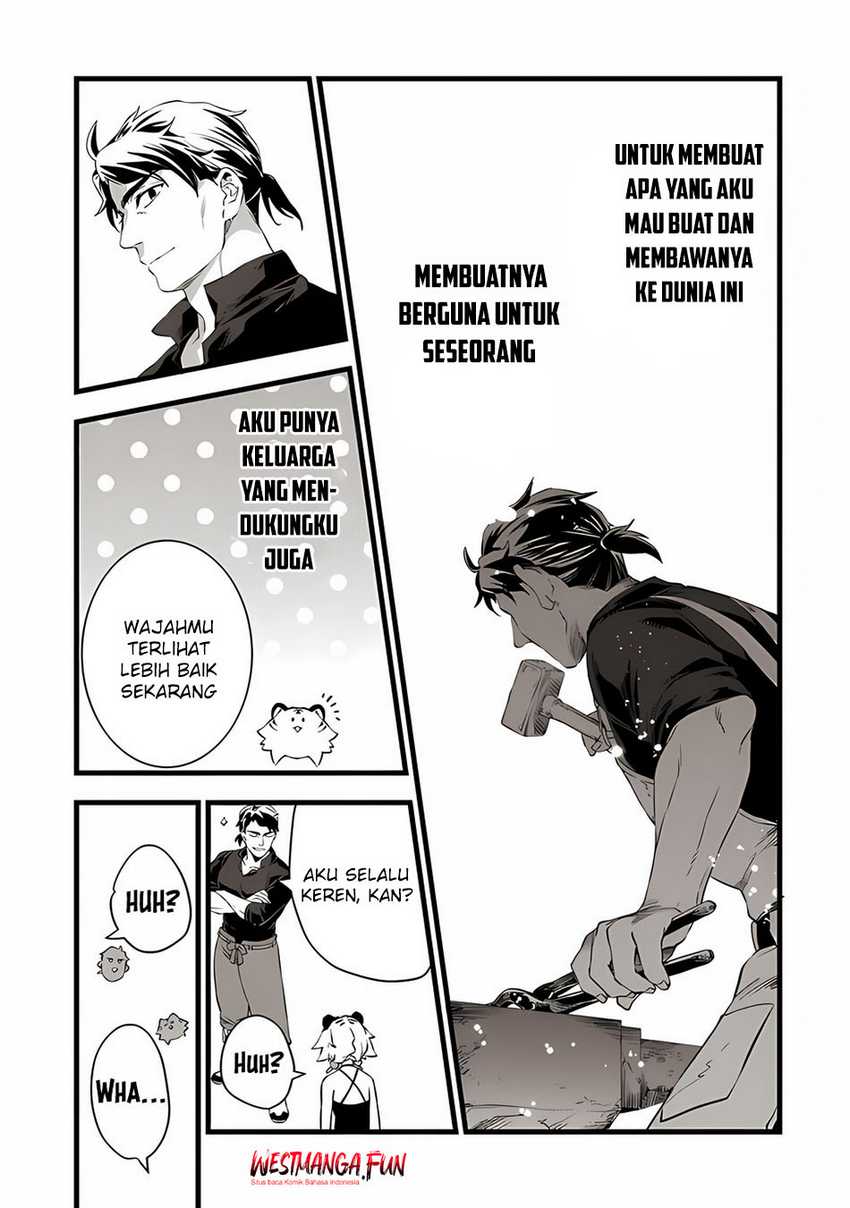 UNTUK MEMBUAT
APA YANG AKU
MAU BUAT DAN
MEMBAWANYA
KE DUNIA INI
MEMBUATNYA
BERGUNA UNTUK
SESEORANG
AKU PUNYA
KELUARGA
YANG MEN-
DUKUNGKU
JUGA
WAJAHMU
TERLIHAT
LEBIH BAIK
SEKARANG
AKU SELALU
KEREN, KAN?
HUH?
HUH?
WHA...
WESTMANGA.FUN
Situs baca Komik Bahasa Indonesia